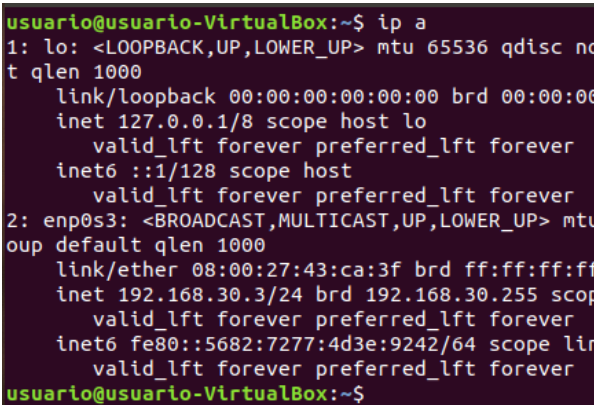 usuario@usuario-VirtualBox:~$ ip a
1: lo: <LOOPBACK,UP,LOWER_UP> mtu 65536 qdisc no
t qlen 1000
link/loopback 00:00:00:00:00:00 brd 00:00:00
inet 127.0.0.1/8 scope host lo
valid_lft forever preferred_lft forever
inet6 ::1/128 scope host
valid_lft forever preferred_lft forever
2: enp0s3: <BROADCAST,MULTICAST,UP,LOWER_UP> mtu
oup default qlen 1000
link/ether 08:00:27:43:ca:3f brd ff:ff:ff:ff
inet 192.168.30.3/24 brd 192.168.30.255 scop
valid_lft forever preferred_lft forever
inet6 fe80::5682:7277:4d3e:9242/64 scope lin
valid_lft forever preferred_lft forever
usuario@usuario-VirtualBox:~$